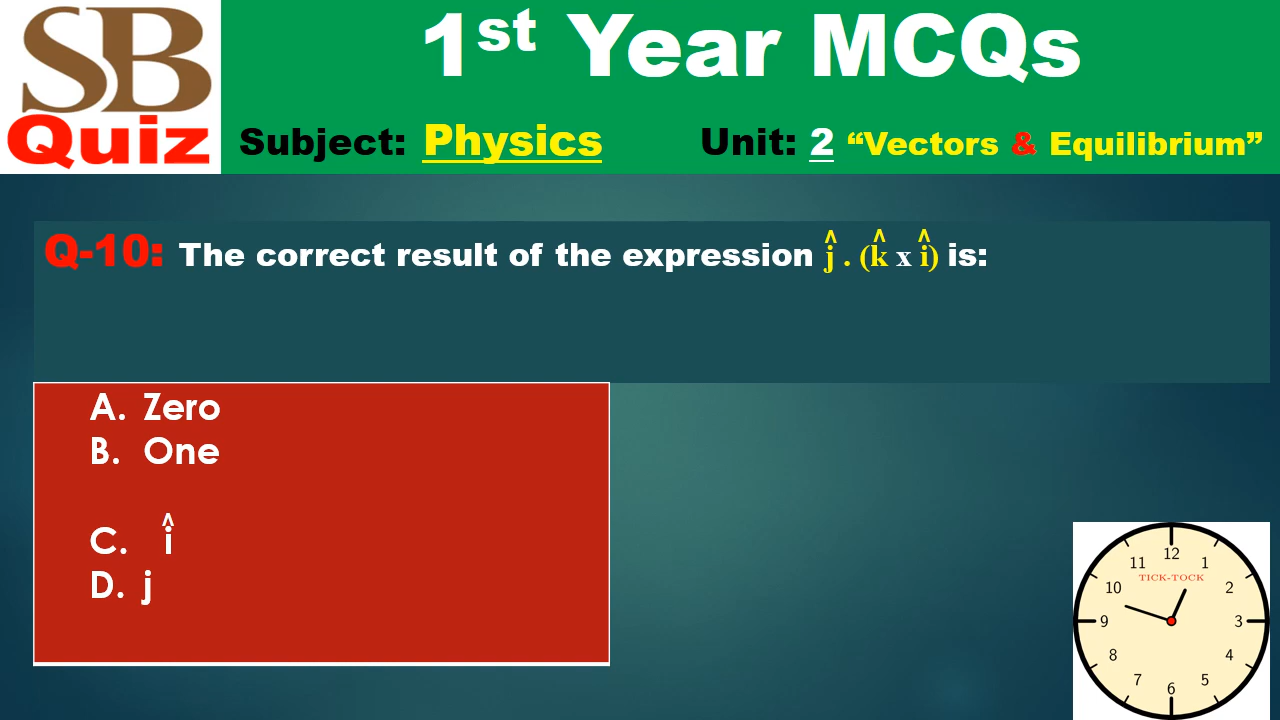 SB
Quiz
1st Year MCQs
Subject: Physics Unit: 2 “Vectors & Equilibrium”
Q-10: The correct result of the expression ĵ . (k̂ x î) is:
A. Zero
B. One
C. î
D. j
12
11 1
TICK-TOCK
10 2
9 3
8 4
7 5
6